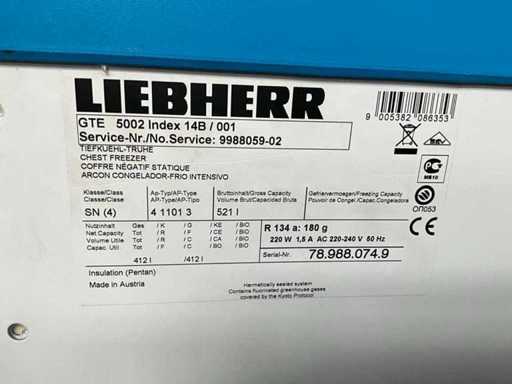 LIEBHERR
9 005382 086353
GTE 5002 Index 14B / 001
Service-Nr./No.Service: 9988059-02
TIEFKUEHL-TRUHE
CHEST FREEZER
COFFRE NÉGATIF STATIQUE
ARCON CONGELADOR-FRIO INTENSIVO
Klasse/Class Ap-Typ/AP-Type Bruttoinhalt/Gross Capacity Gefriervermoegen/Freezing Capacity
Classe/Clase AP-Type/AP-Tipo Volume Brut/Capacidad Bruta Pouvoir de Congel./Cap.Congeladora
SN (4) 4 1101 3 521 l
МБ10
ОП053
Nutzinhalt Ges / K / G / KE / BIO
Net Capacity Tot / R / F / CE / BIO
Volume Utile Tot / R / C / CA / BIO
Capac. Util Tot / F / C / BO / BIO
412 l /412 l
R 134 a: 180 g
220 W 1,5 A AC 220-240 V 50 Hz
Serial-Nr. 78.988.074.9
Insulation (Pentan)
Made in Austria
Hermetically sealed system
Contains fluorinated greenhouse gases
covered by the Kyoto Protocol